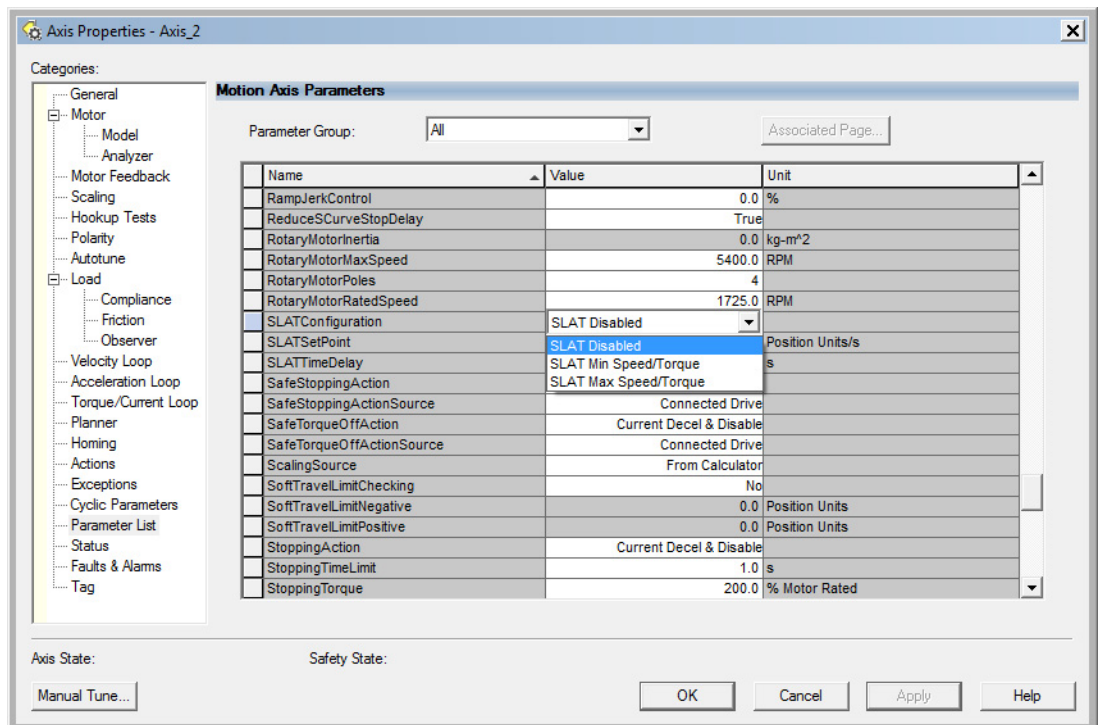 Axis Properties - Axis_2
Categories:
General
Motor
Model
Analyzer
Motor Feedback
Scaling
Hookup Tests
Polarity
Autotune
Load
Compliance
Friction
Observer
Velocity Loop
Acceleration Loop
Torque/Current Loop
Planner
Homing
Actions
Exceptions
Cyclic Parameters
Parameter List
Status
Faults & Alarms
Tag
Motion Axis Parameters
Parameter Group: All Associated Page...
Name Value Unit
RampJerkControl 0.0 %
ReduceSCurveStopDelay True
RotaryMotorInertia 0.0 kg-m^2
RotaryMotorMaxSpeed 5400.0 RPM
RotaryMotorPoles 4
RotaryMotorRatedSpeed 1725.0 RPM
SLATConfiguration SLAT Disabled
SLATSetPoint SLAT Disabled Position Units/s
SLATTimeDelay SLAT Min Speed/Torque s
SafeStoppingAction SLAT Max Speed/Torque
SafeStoppingActionSource Connected Drive
SafeTorqueOffAction Current Decel & Disable
SafeTorqueOffActionSource Connected Drive
ScalingSource From Calculator
SoftTravelLimitChecking No
SoftTravelLimitNegative 0.0 Position Units
SoftTravelLimitPositive 0.0 Position Units
StoppingAction Current Decel & Disable
StoppingTimeLimit 1.0 s
StoppingTorque 200.0 % Motor Rated
Axis State: Safety State:
Manual Tune... OK Cancel Apply Help